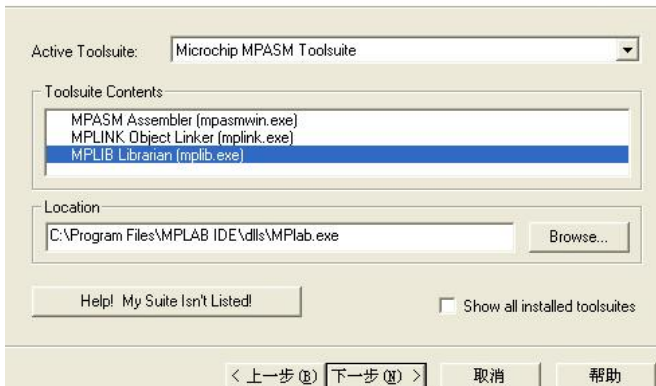 Active Toolsuite: Microchip MPASM Toolsuite
Toolsuite Contents
MPASM Assembler (mpasmwin.exe)
MPLINK Object Linker (mplink.exe)
MPLIB Librarian (mplib.exe)
Location
C:\Program Files\MPLAB IDE\dlls\MPlab.exe Browse...
Help! My Suite Isn't Listed! Show all installed toolsuites
< 上一步(B) 下一步(N) > 取消 帮助